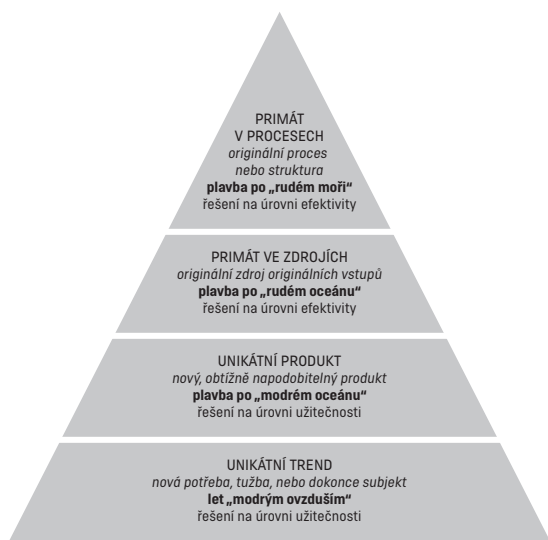 PRIMÁT
V PROCESECH
originální proces
nebo struktura
plavba po „rudém moři“
řešení na úrovni efektivity
PRIMÁT VE ZDROJÍCH
originální zdroj originálních vstupů
plavba po „rudém oceánu“
řešení na úrovni efektivity
UNIKÁTNÍ PRODUKT
nový, obtížně napodobitelný produkt
plavba po „modrém oceánu“
řešení na úrovni užitečnosti
UNIKÁTNÍ TREND
nová potřeba, tužba, nebo dokonce subjekt
let „modrým ovzduším“
řešení na úrovni užitečnosti